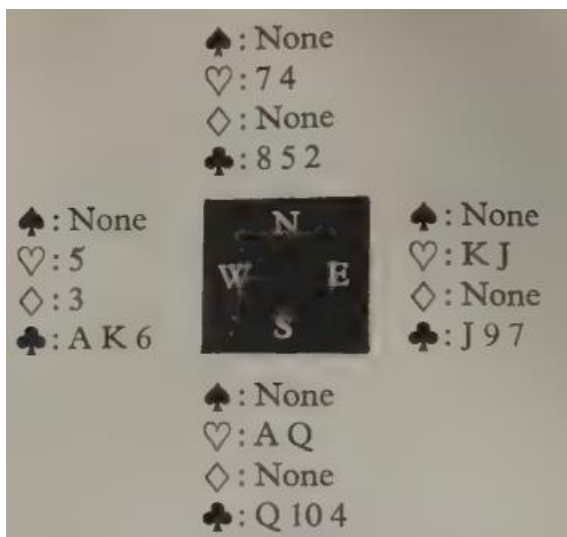 ♠: None
♡: 7 4
♢: None
♣: 8 5 2
♠: None
♡: 5
♢: 3
♣: A K 6
N
W E
S
♠: None
♡: K J
♢: None
♣: J 9 7
♠: None
♡: A Q
♢: None
♣: Q 10 4